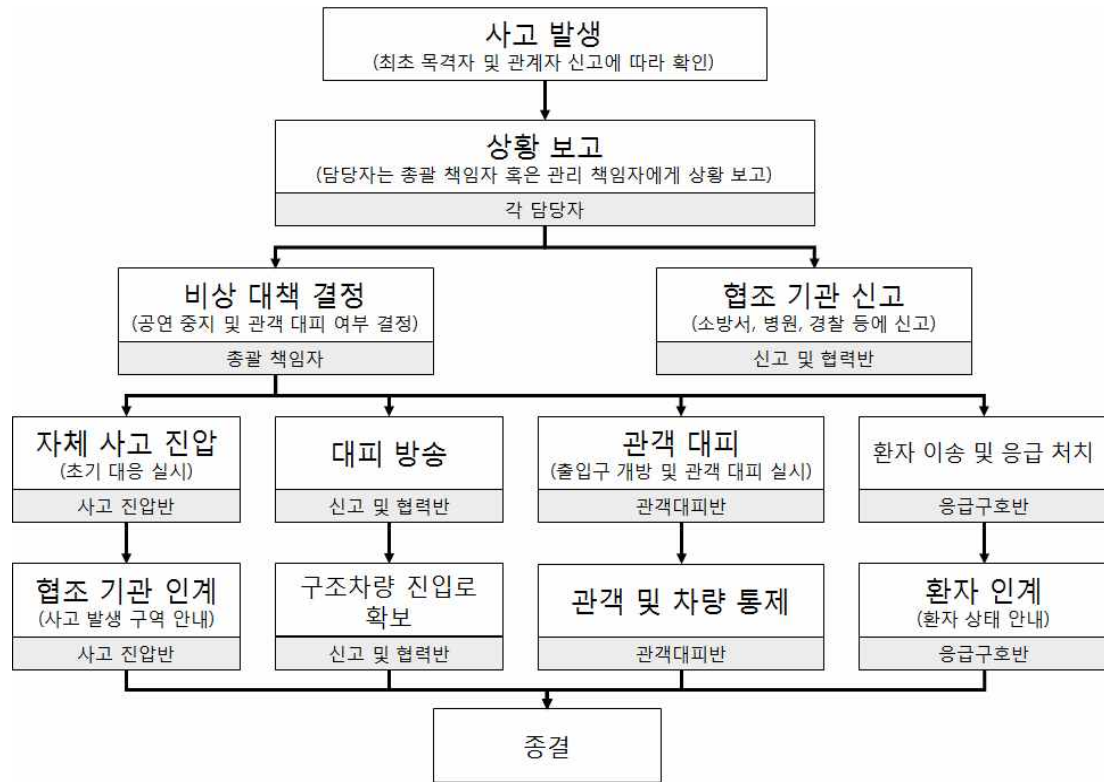 사고 발생
(최초 목격자 및 관계자 신고에 따라 확인)
상황 보고
(담당자는 총괄 책임자 혹은 관리 책임자에게 상황 보고)
각 담당자
비상 대책 결정
(공연 중지 및 관객 대피 여부 결정)
총괄 책임자
협조 기관 신고
(소방서, 병원, 경찰 등에 신고)
신고 및 협력반
자체 사고 진압
(초기 대응 실시)
사고 진압반
대피 방송
신고 및 협력반
관객 대피
(출입구 개방 및 관객 대피 실시)
관객대피반
환자 이송 및 응급 처치
응급구호반
협조 기관 인계
(사고 발생 구역 안내)
사고 진압반
구조차량 진입로
확보
신고 및 협력반
관객 및 차량 통제
관객대피반
환자 인계
(환자 상태 안내)
응급구호반
종결